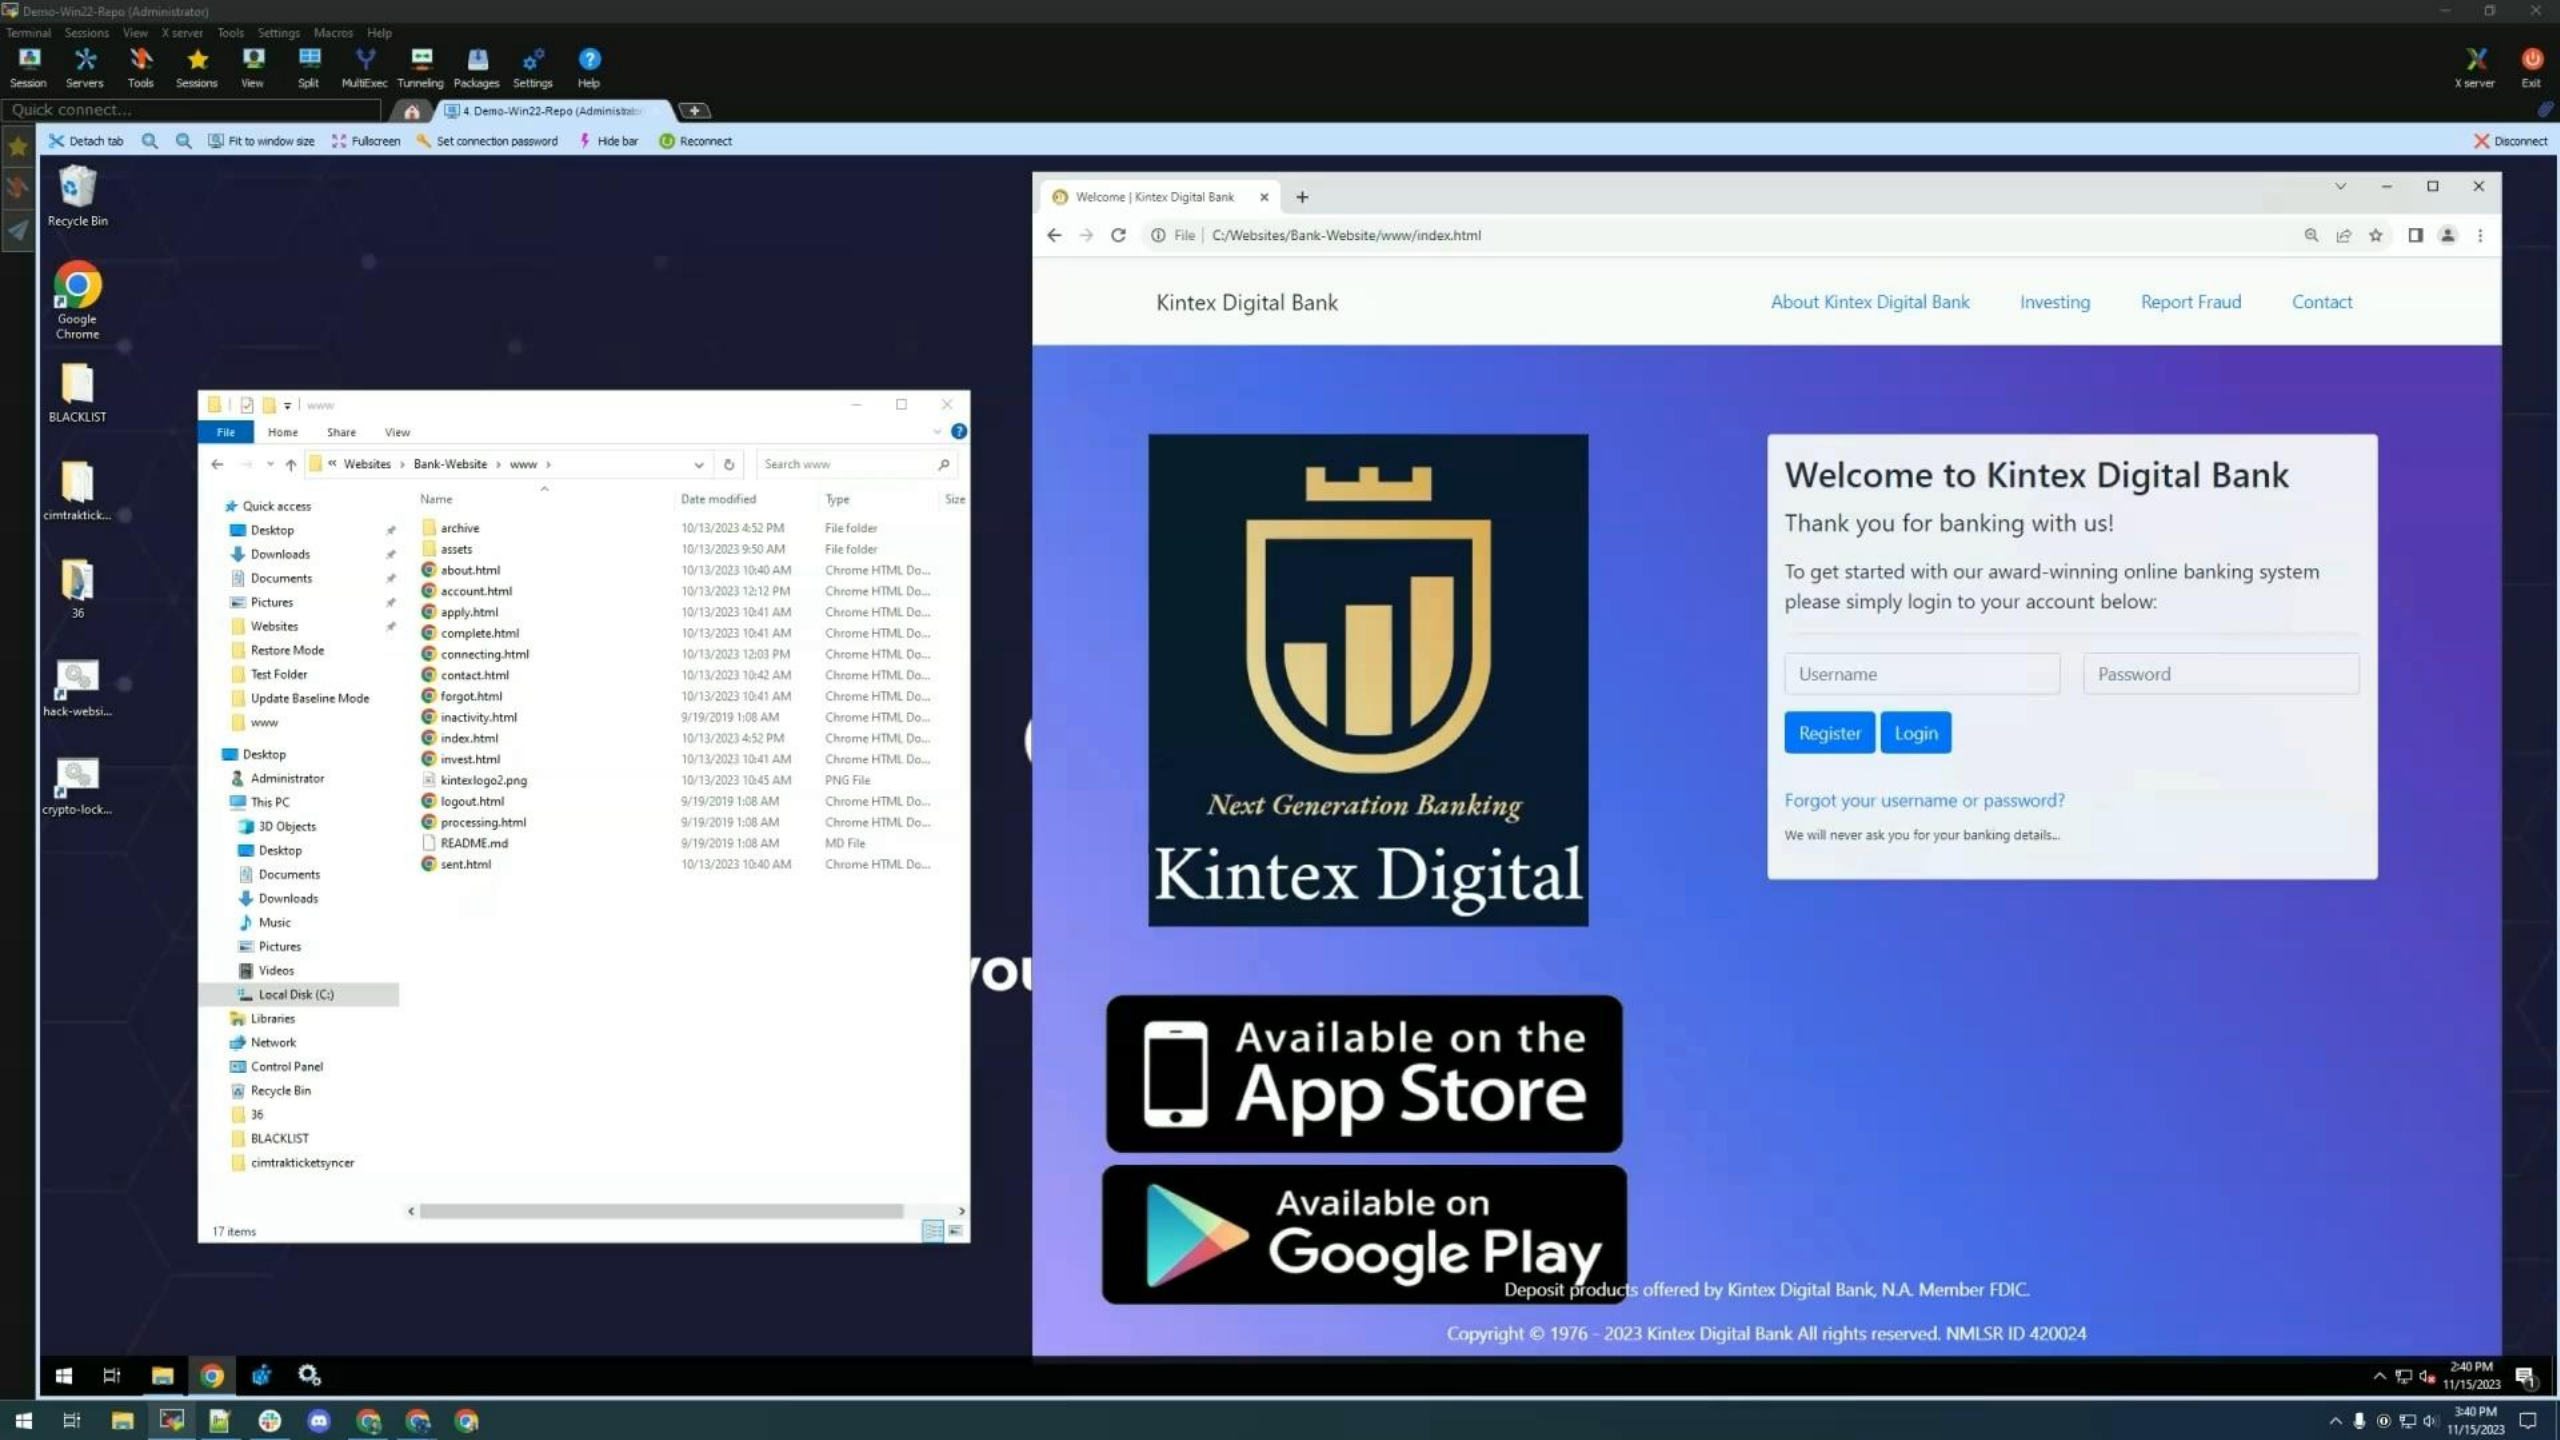 Demo-Win22-Repo (Administrator)
Terminal Sessions View X server Tools Settings Macros Help
Session Servers Tools Sessions View Split MultiExec Tunneling Packages Settings Help X server Exit
Quick connect...
4. Demo-Win22-Repo (Administrator
Detach tab Fit to window size Fullscreen Set connection password Hide bar Reconnect Disconnect
Recycle Bin
Google Chrome
BLACKLIST
cimtraktick...
36
hack-websi...
crypto-lock...
www
File Home Share View
« Websites › Bank-Website › www ›
Search www
Name Date modified Type Size
Quick access
Desktop
Downloads
Documents
Pictures
Websites
Restore Mode
Test Folder
Update Baseline Mode
www
Desktop
Administrator
This PC
3D Objects
Desktop
Documents
Downloads
Music
Pictures
Videos
Local Disk (C:)
Libraries
Network
Control Panel
Recycle Bin
36
BLACKLIST
cimtrakticketsyncer
archive 10/13/2023 4:52 PM File folder
assets 10/13/2023 9:50 AM File folder
about.html 10/13/2023 10:40 AM Chrome HTML Do...
account.html 10/13/2023 12:12 PM Chrome HTML Do...
apply.html 10/13/2023 10:41 AM Chrome HTML Do...
complete.html 10/13/2023 10:41 AM Chrome HTML Do...
connecting.html 10/13/2023 12:03 PM Chrome HTML Do...
contact.html 10/13/2023 10:42 AM Chrome HTML Do...
forgot.html 10/13/2023 10:41 AM Chrome HTML Do...
inactivity.html 9/19/2019 1:08 AM Chrome HTML Do...
index.html 10/13/2023 4:52 PM Chrome HTML Do...
invest.html 10/13/2023 10:41 AM Chrome HTML Do...
kintexlogo2.png 10/13/2023 10:45 AM PNG File
logout.html 9/19/2019 1:08 AM Chrome HTML Do...
processing.html 9/19/2019 1:08 AM Chrome HTML Do...
README.md 9/19/2019 1:08 AM MD File
sent.html 10/13/2023 10:40 AM Chrome HTML Do...
17 items
you
Welcome | Kintex Digital Bank
File C:/Websites/Bank-Website/www/index.html
Kintex Digital Bank
About Kintex Digital Bank Investing Report Fraud Contact
Next Generation Banking
Kintex Digital
Welcome to Kintex Digital Bank
Thank you for banking with us!
To get started with our award-winning online banking system
please simply login to your account below:
Username Password
Register Login
Forgot your username or password?
We will never ask you for your banking details...
Available on the
App Store
Available on
Google Play
Deposit products offered by Kintex Digital Bank, N.A. Member FDIC.
Copyright © 1976 - 2023 Kintex Digital Bank All rights reserved. NMLSR ID 420024
2:40 PM
11/15/2023
1
3:40 PM
11/15/2023